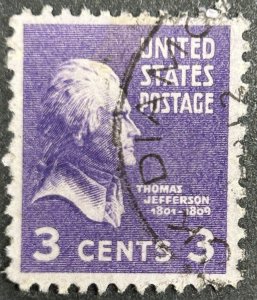 UNITED
STATES
POSTAGE
THOMAS
JEFFERSON
1801-1809
3 CENTS 3